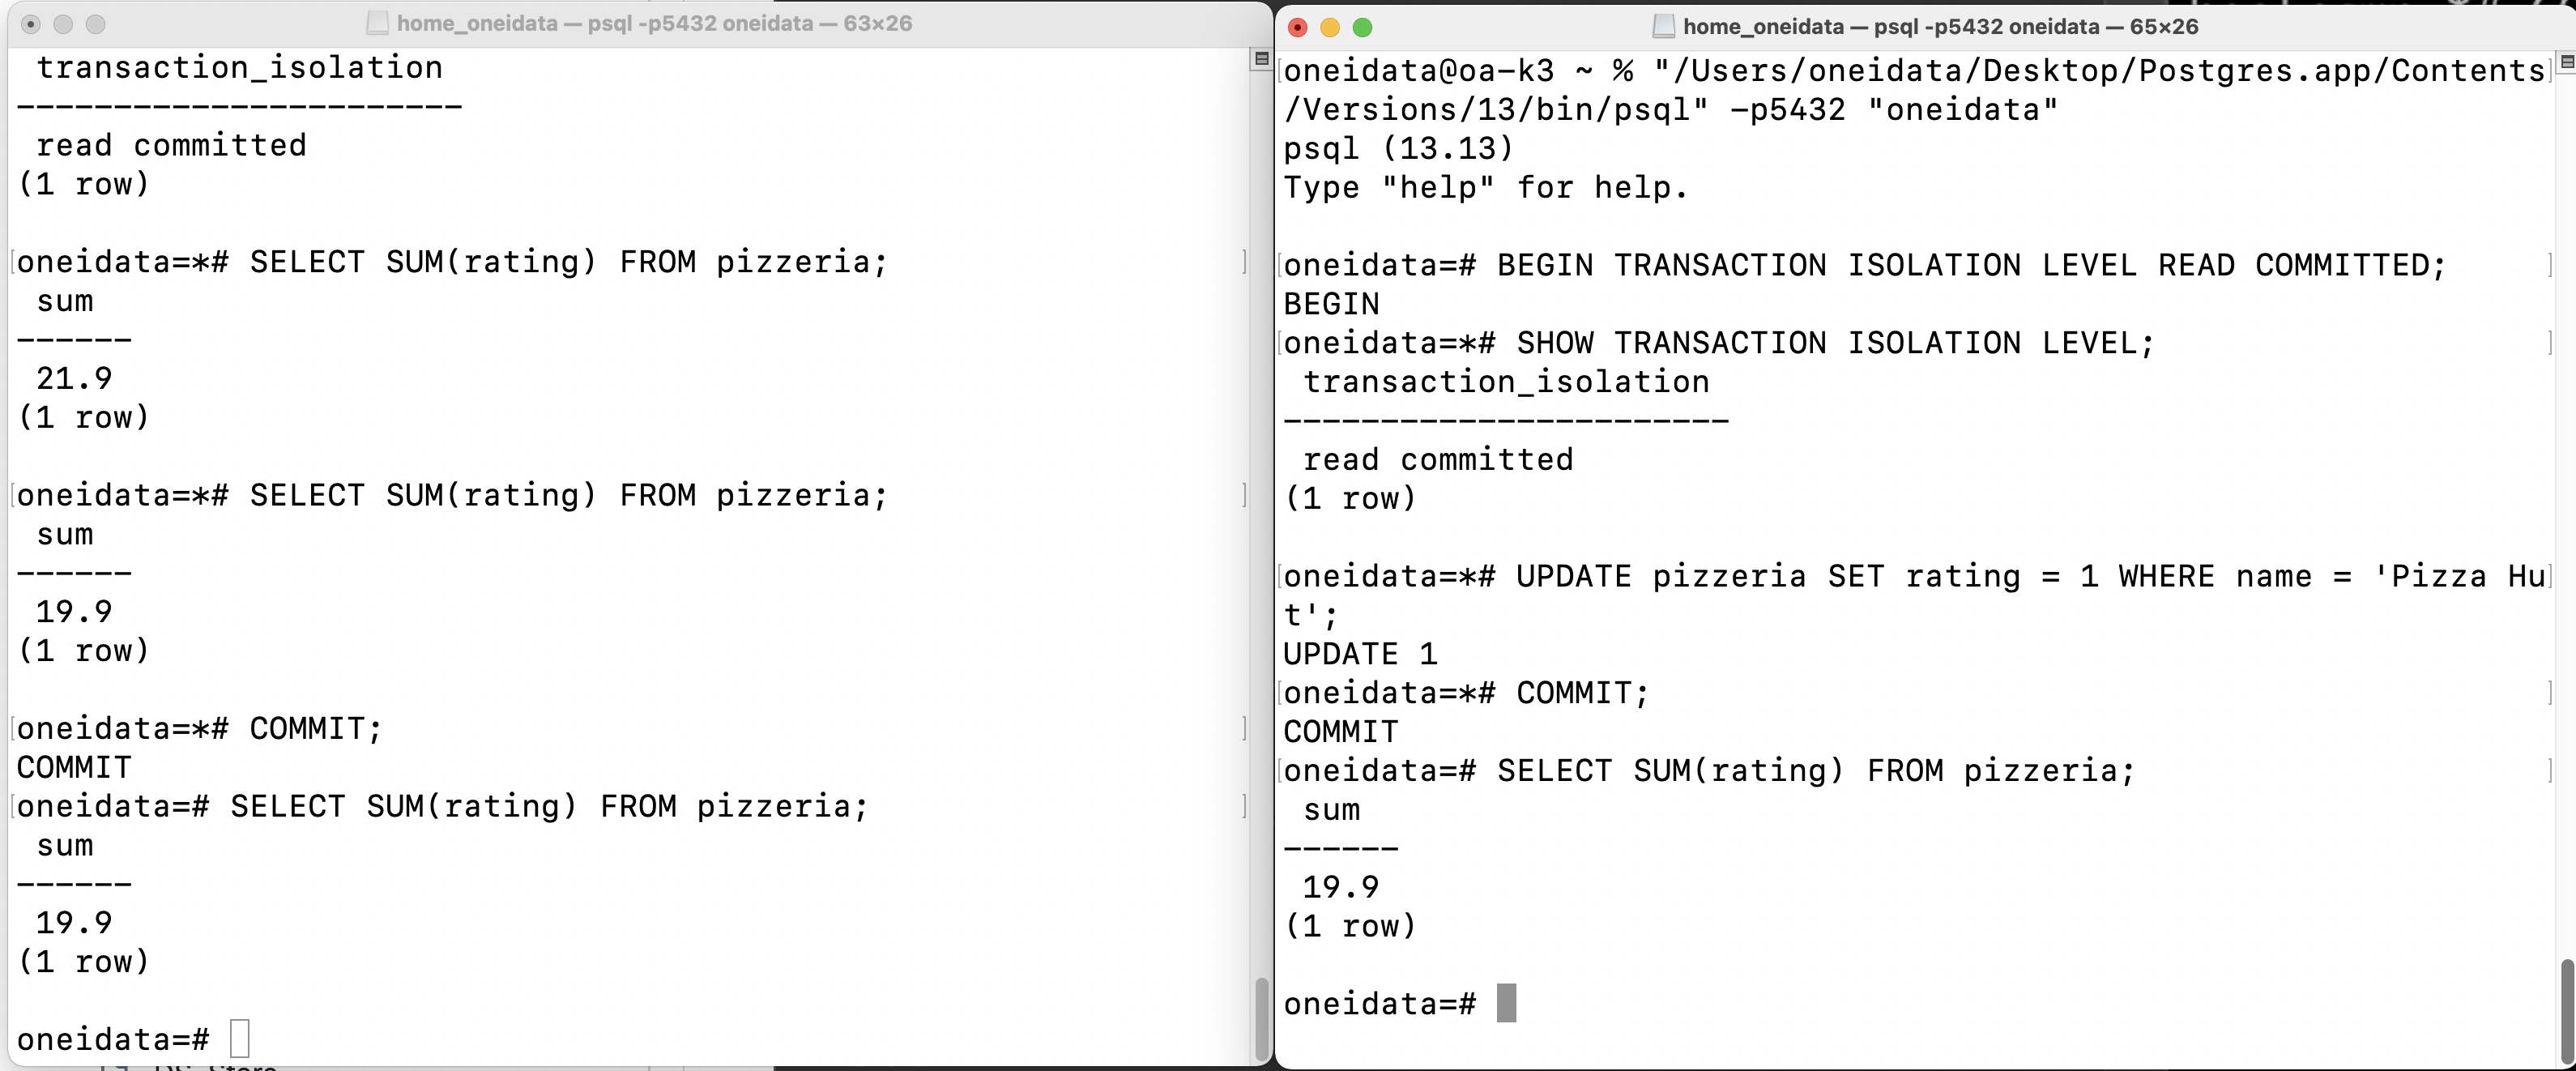 home_oneidata — psql -p5432 oneidata — 63×26
 transaction_isolation
-----------------------
 read committed
(1 row)
oneidata=*# SELECT SUM(rating) FROM pizzeria;
 sum
------
 21.9
(1 row)
oneidata=*# SELECT SUM(rating) FROM pizzeria;
 sum
------
 19.9
(1 row)
oneidata=*# COMMIT;
COMMIT
oneidata=# SELECT SUM(rating) FROM pizzeria;
 sum
------
 19.9
(1 row)
oneidata=#
home_oneidata — psql -p5432 oneidata — 65×26
oneidata@oa-k3 ~ % "/Users/oneidata/Desktop/Postgres.app/Contents
/Versions/13/bin/psql" -p5432 "oneidata"
psql (13.13)
Type "help" for help.
oneidata=# BEGIN TRANSACTION ISOLATION LEVEL READ COMMITTED;
BEGIN
oneidata=*# SHOW TRANSACTION ISOLATION LEVEL;
 transaction_isolation
-----------------------
 read committed
(1 row)
oneidata=*# UPDATE pizzeria SET rating = 1 WHERE name = 'Pizza Hu
t';
UPDATE 1
oneidata=*# COMMIT;
COMMIT
oneidata=# SELECT SUM(rating) FROM pizzeria;
 sum
------
 19.9
(1 row)
oneidata=#